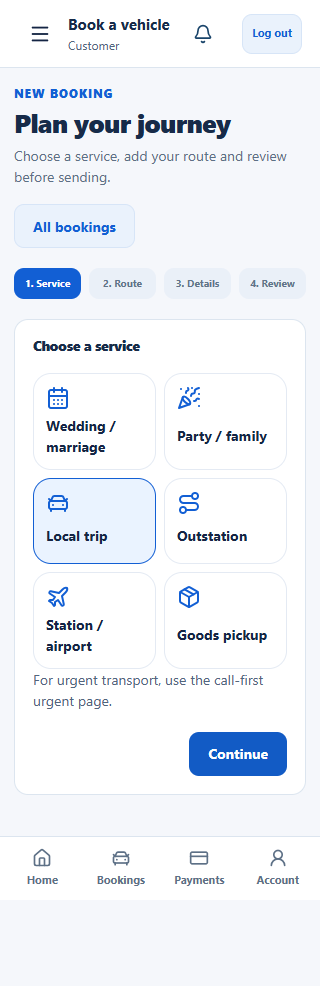 Book a vehicle
Customer
Log out
NEW BOOKING
Plan your journey
Choose a service, add your route and review
before sending.
All bookings
1. Service
2. Route
3. Details
4. Review
Choose a service
Wedding /
marriage
Party / family
Local trip
Outstation
Station /
airport
Goods pickup
For urgent transport, use the call-first
urgent page.
Continue
Home
Bookings
Payments
Account